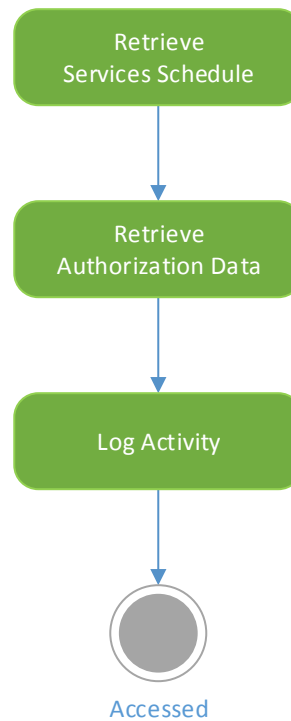 Retrieve
Services Schedule
Retrieve
Authorization Data
Log Activity
Accessed